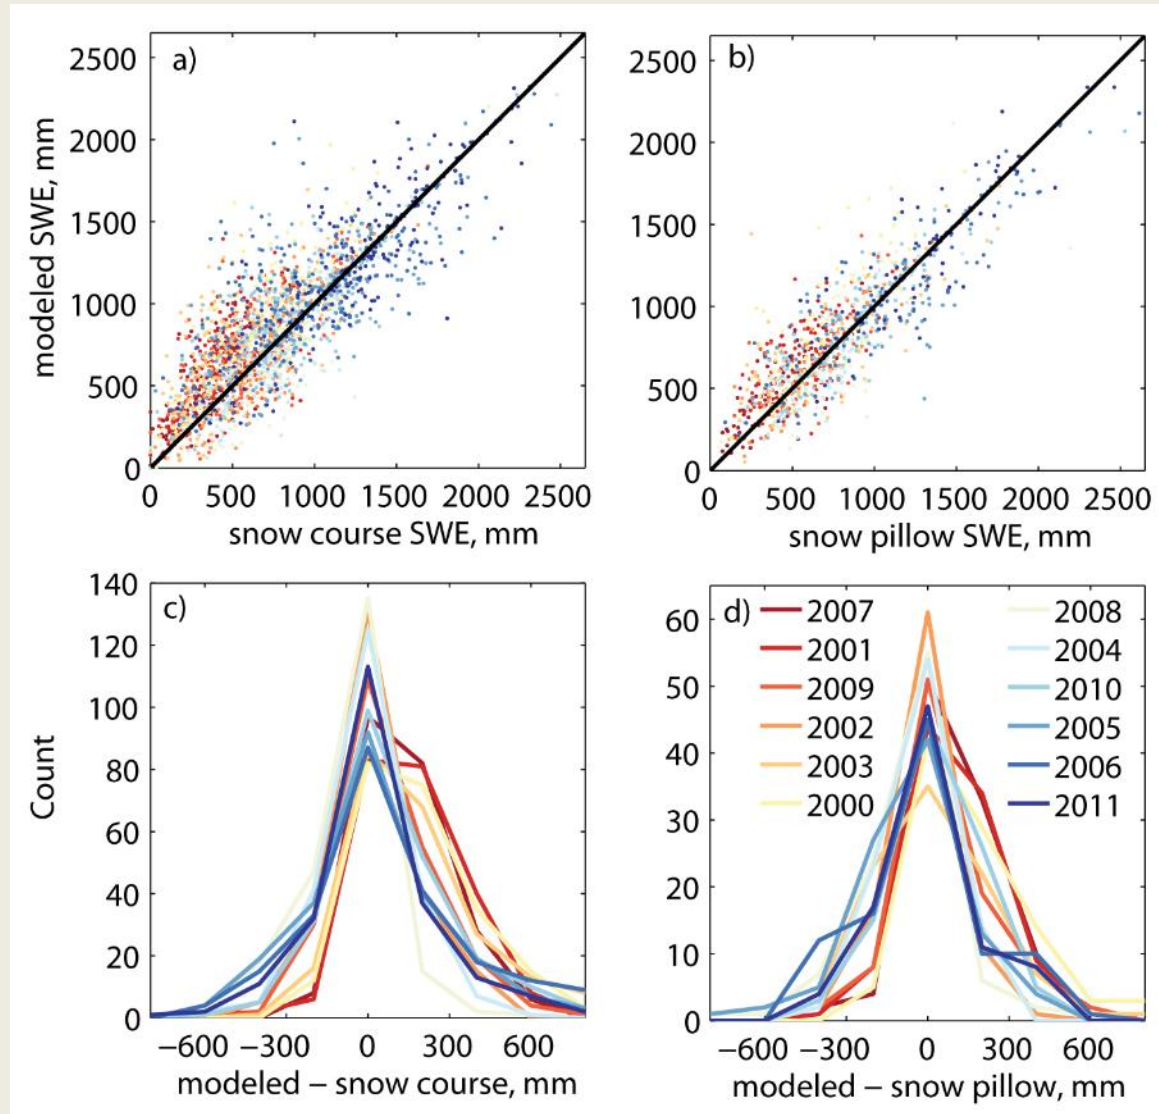 a)
2500
2000
1500
1000
500
0
modeled SWE, mm
0 500 1000 1500 2000 2500
snow course SWE, mm
b)
2500
2000
1500
1000
500
0
0 500 1000 1500 2000 2500
snow pillow SWE, mm
c)
140
120
100
80
60
40
20
0
Count
−600 −300 0 300 600
modeled − snow course, mm
d)
60
50
40
30
20
10
0
2007
2001
2009
2002
2003
2000
2008
2004
2010
2005
2006
2011
−600 −300 0 300 600
modeled − snow pillow, mm